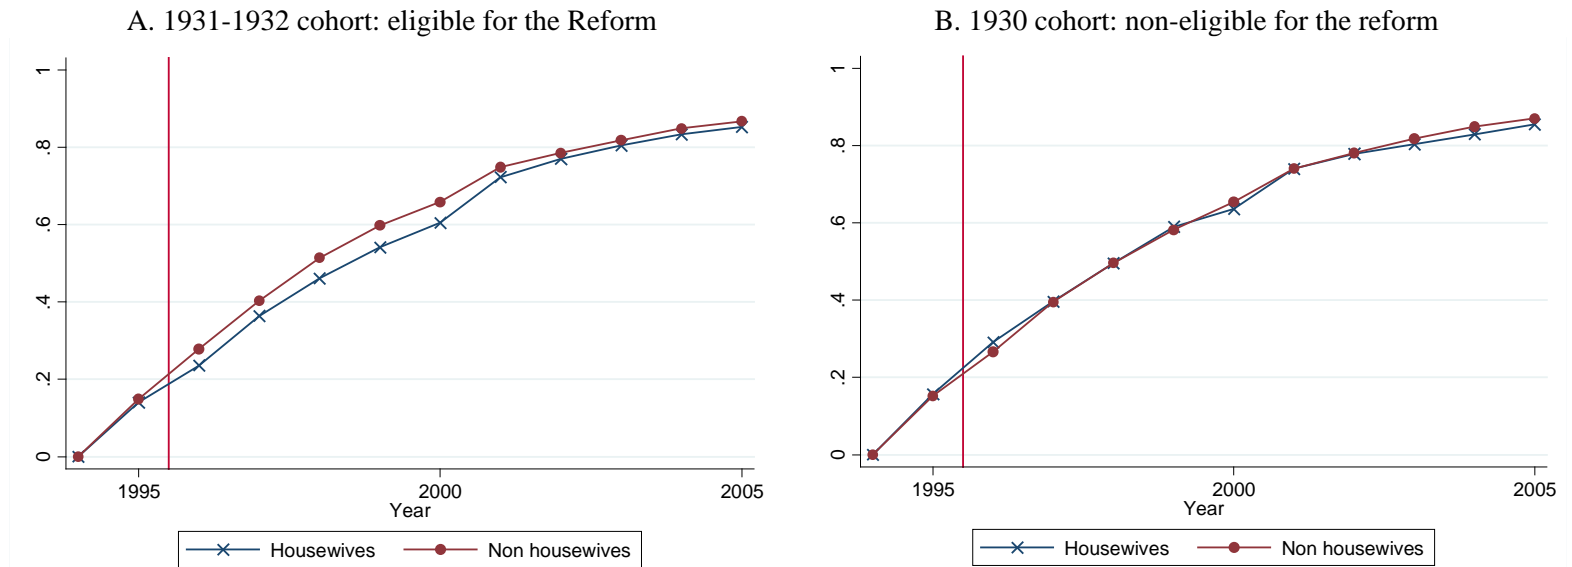 A. 1931-1932 cohort: eligible for the Reform
1
.8
.6
.4
.2
0
1995 2000 2005
Year
Housewives Non housewives
B. 1930 cohort: non-eligible for the reform
1
.8
.6
.4
.2
0
1995 2000 2005
Year
Housewives Non housewives